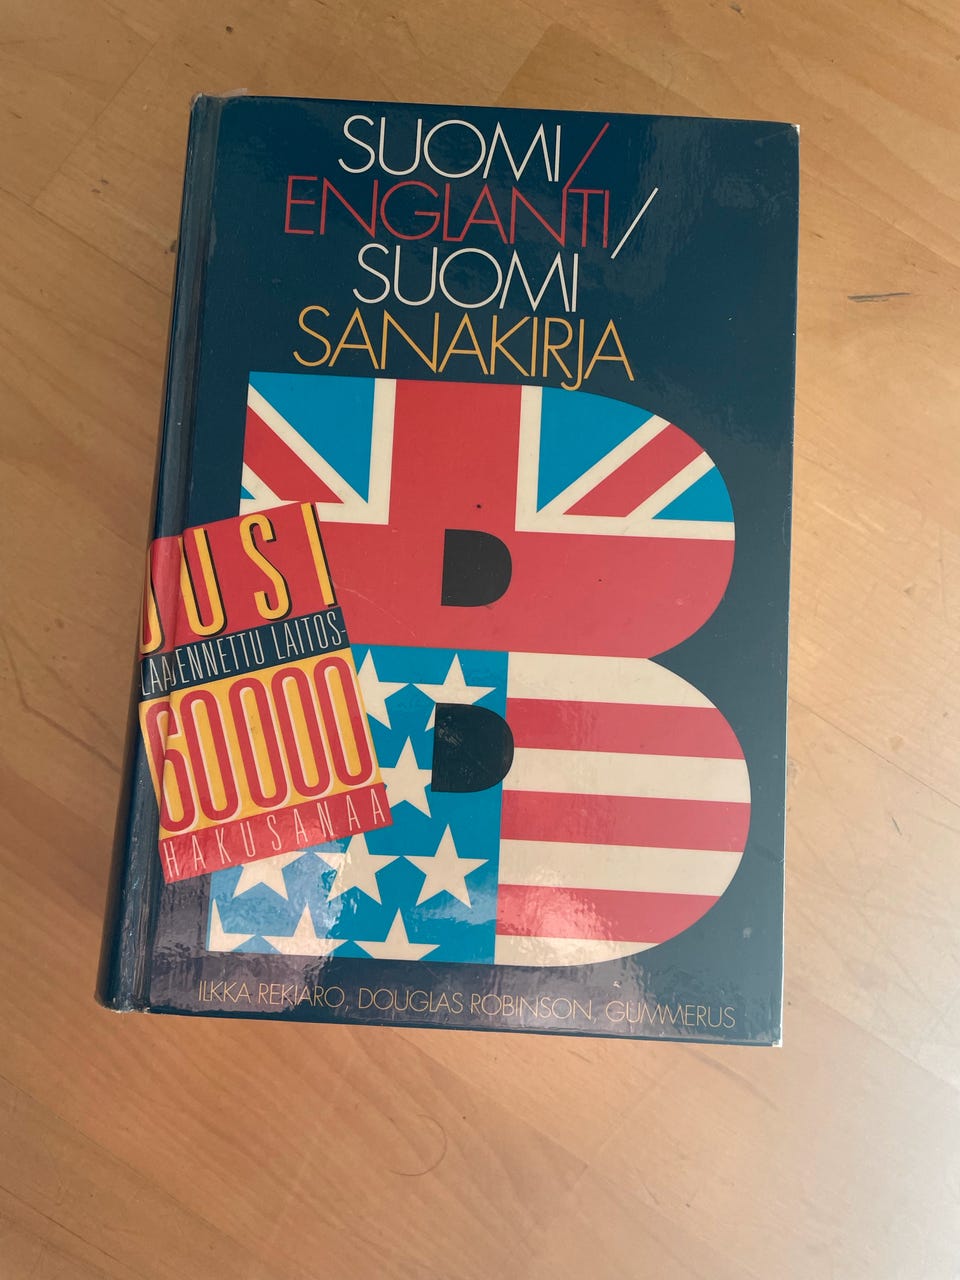 SUOMI/
ENGLANTI/
SUOMI
SANAKIRJA
B
UUSI
LAAJENNETTU LAITOS-
60000
HAKUSANAA
ILKKA REKIARO, DOUGLAS ROBINSON, GUMMERUS